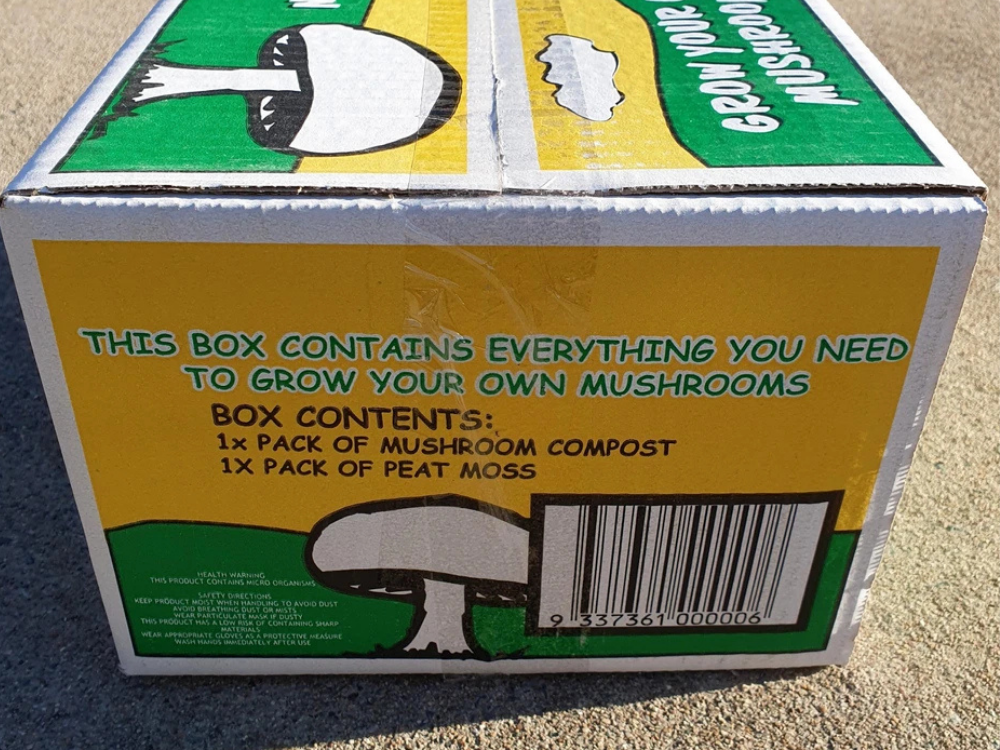 GROW YOUR
THIS BOX CONTAINS EVERYTHING YOU NEED
TO GROW YOUR OWN MUSHROOMS
BOX CONTENTS:
1x PACK OF MUSHROOM COMPOST
1X PACK OF PEAT MOSS
HEALTH WARNING
THIS PRODUCT CONTAINS MICRO ORGANISMS
SAFETY DIRECTIONS
KEEP PRODUCT MOIST WHEN HANDLING TO AVOID DUST
AVOID BREATHING DUST OR MISTS
WEAR PARTICULATE MASK IF DUSTY
THIS PRODUCT HAS A LOW RISK OF CONTAINING SHARP
MATERIALS
WEAR APPROPRIATE GLOVES AS A PROTECTIVE MEASURE
WASH HANDS IMMEDIATELY AFTER USE
9 337361 000006